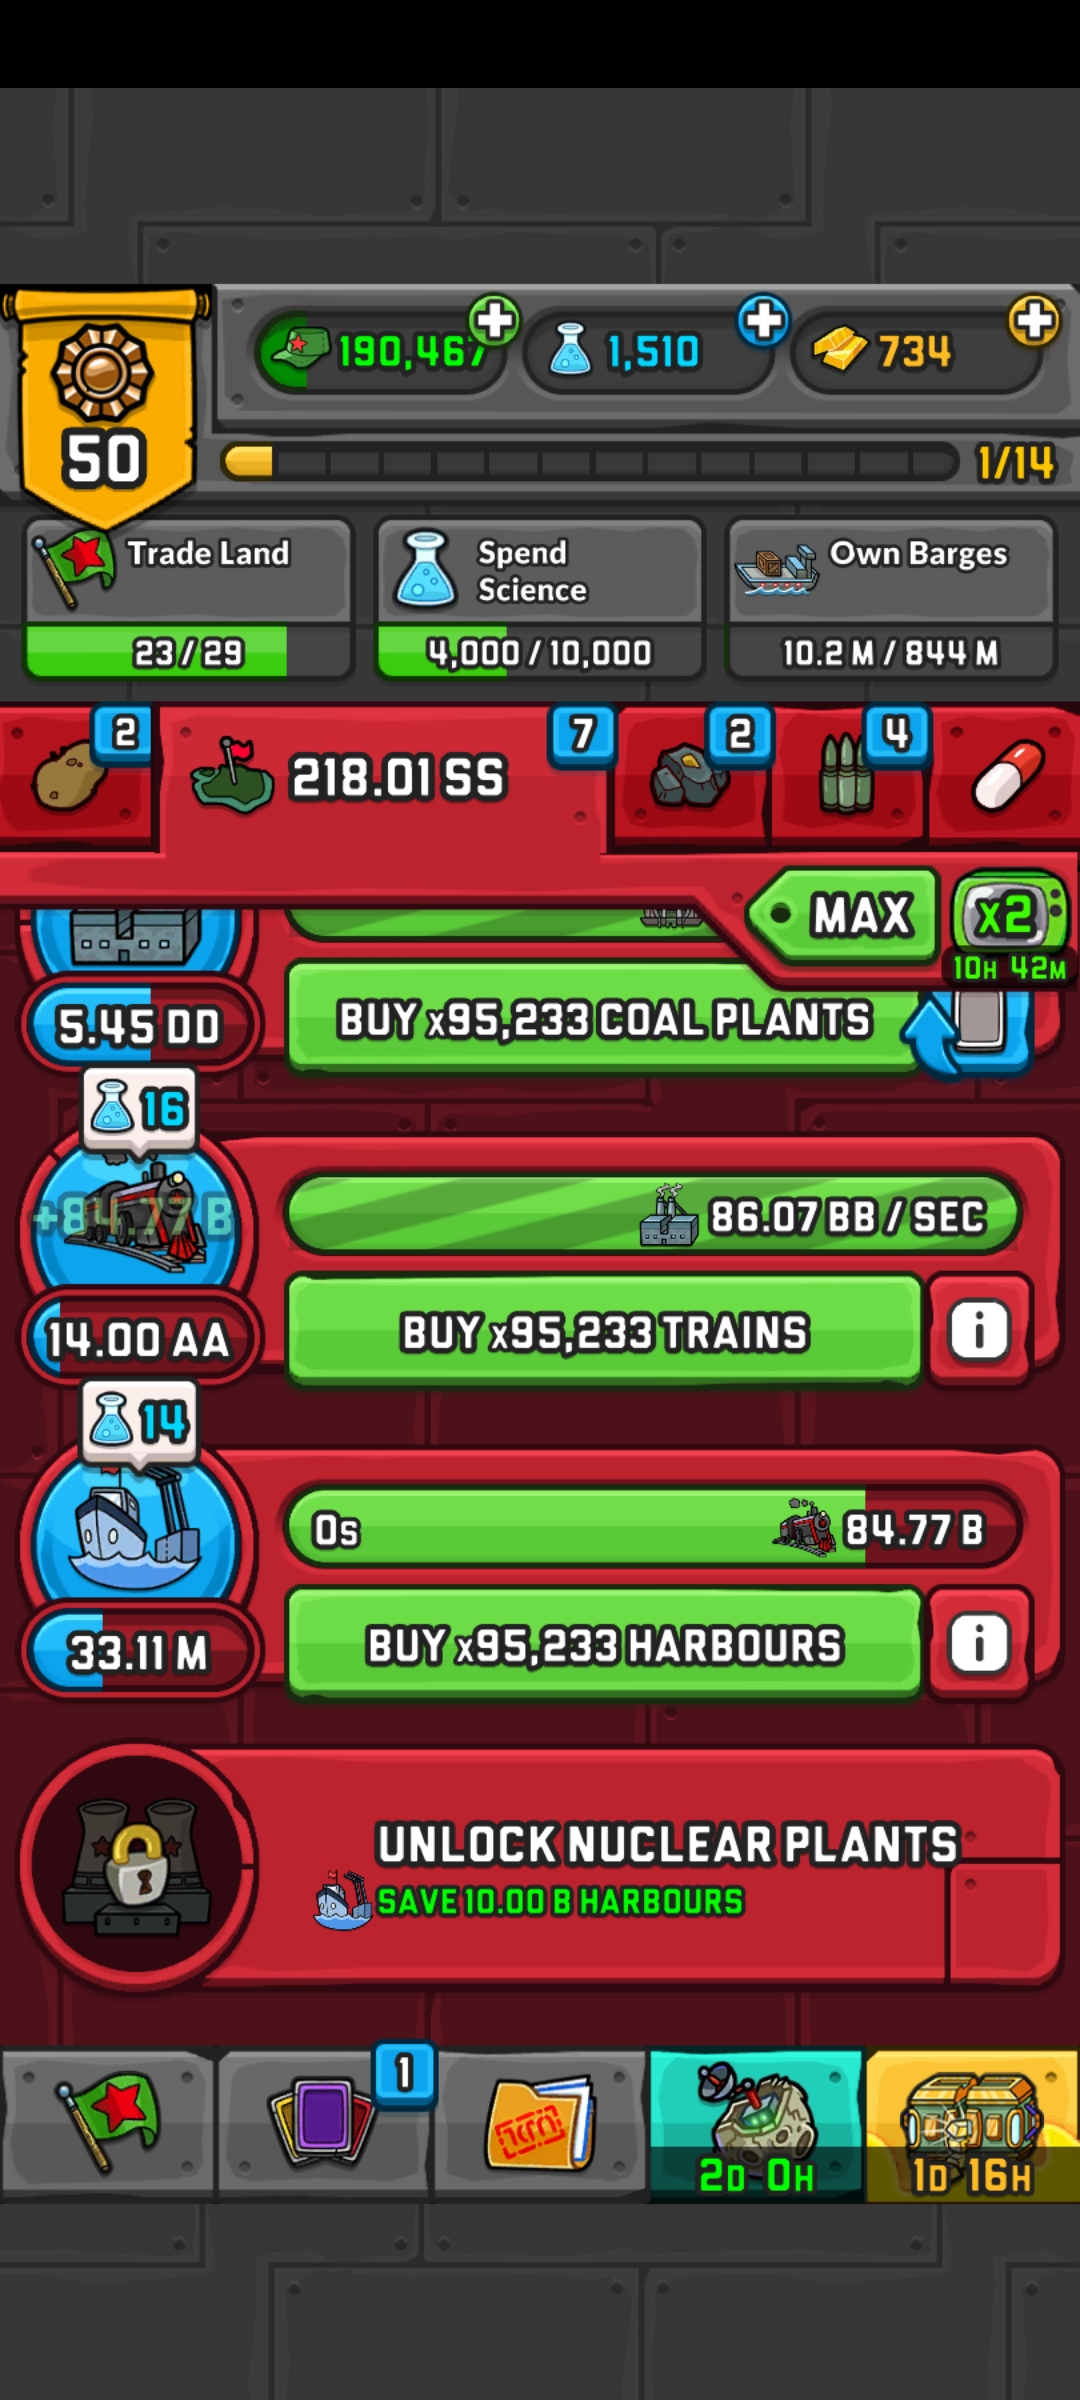 190,467
1,510
734
50
1/14
Trade Land
23/29
Spend
Science
4,000/10,000
Own Barges
10.2 M/844 M
2
218.01 SS
7
2
4
MAX
x2
10H 42M
5.45 DD
BUY x95,233 COAL PLANTS
16
+84.77 B
86.07 BB / SEC
14.00 AA
BUY x95,233 TRAINS
i
14
0s
84.77 B
33.11 M
BUY x95,233 HARBOURS
i
UNLOCK NUCLEAR PLANTS
SAVE 10.00 B HARBOURS
1
2D 0H
1D 16H